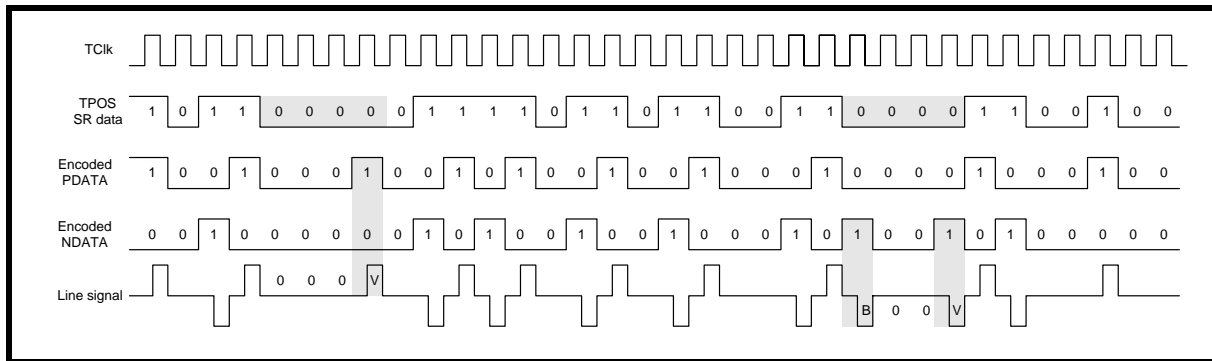 TClk
TPOS
SR data
1 0 1 1 0 0 0 0 0 1 1 1 1 0 1 1 0 1 1 0 0 1 1 0 0 0 0 1 1 0 0 1 0 0
Encoded
PDATA
1 0 0 1 0 0 0 1 0 0 1 0 1 0 0 1 0 0 1 0 0 0 1 0 0 0 0 1 0 0 0 1 0 0
Encoded
NDATA
0 0 1 0 0 0 0 0 0 1 0 1 0 0 1 0 0 1 0 0 0 1 0 1 0 0 1 0 1 0 0 0 0 0
Line signal
0 0 0 V
B 0 0 V